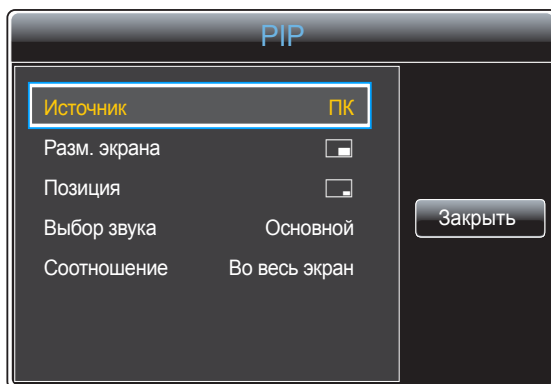 PIP
Источник ПК
Разм. экрана
Позиция
Выбор звука Основной
Соотношение Во весь экран
Закрыть